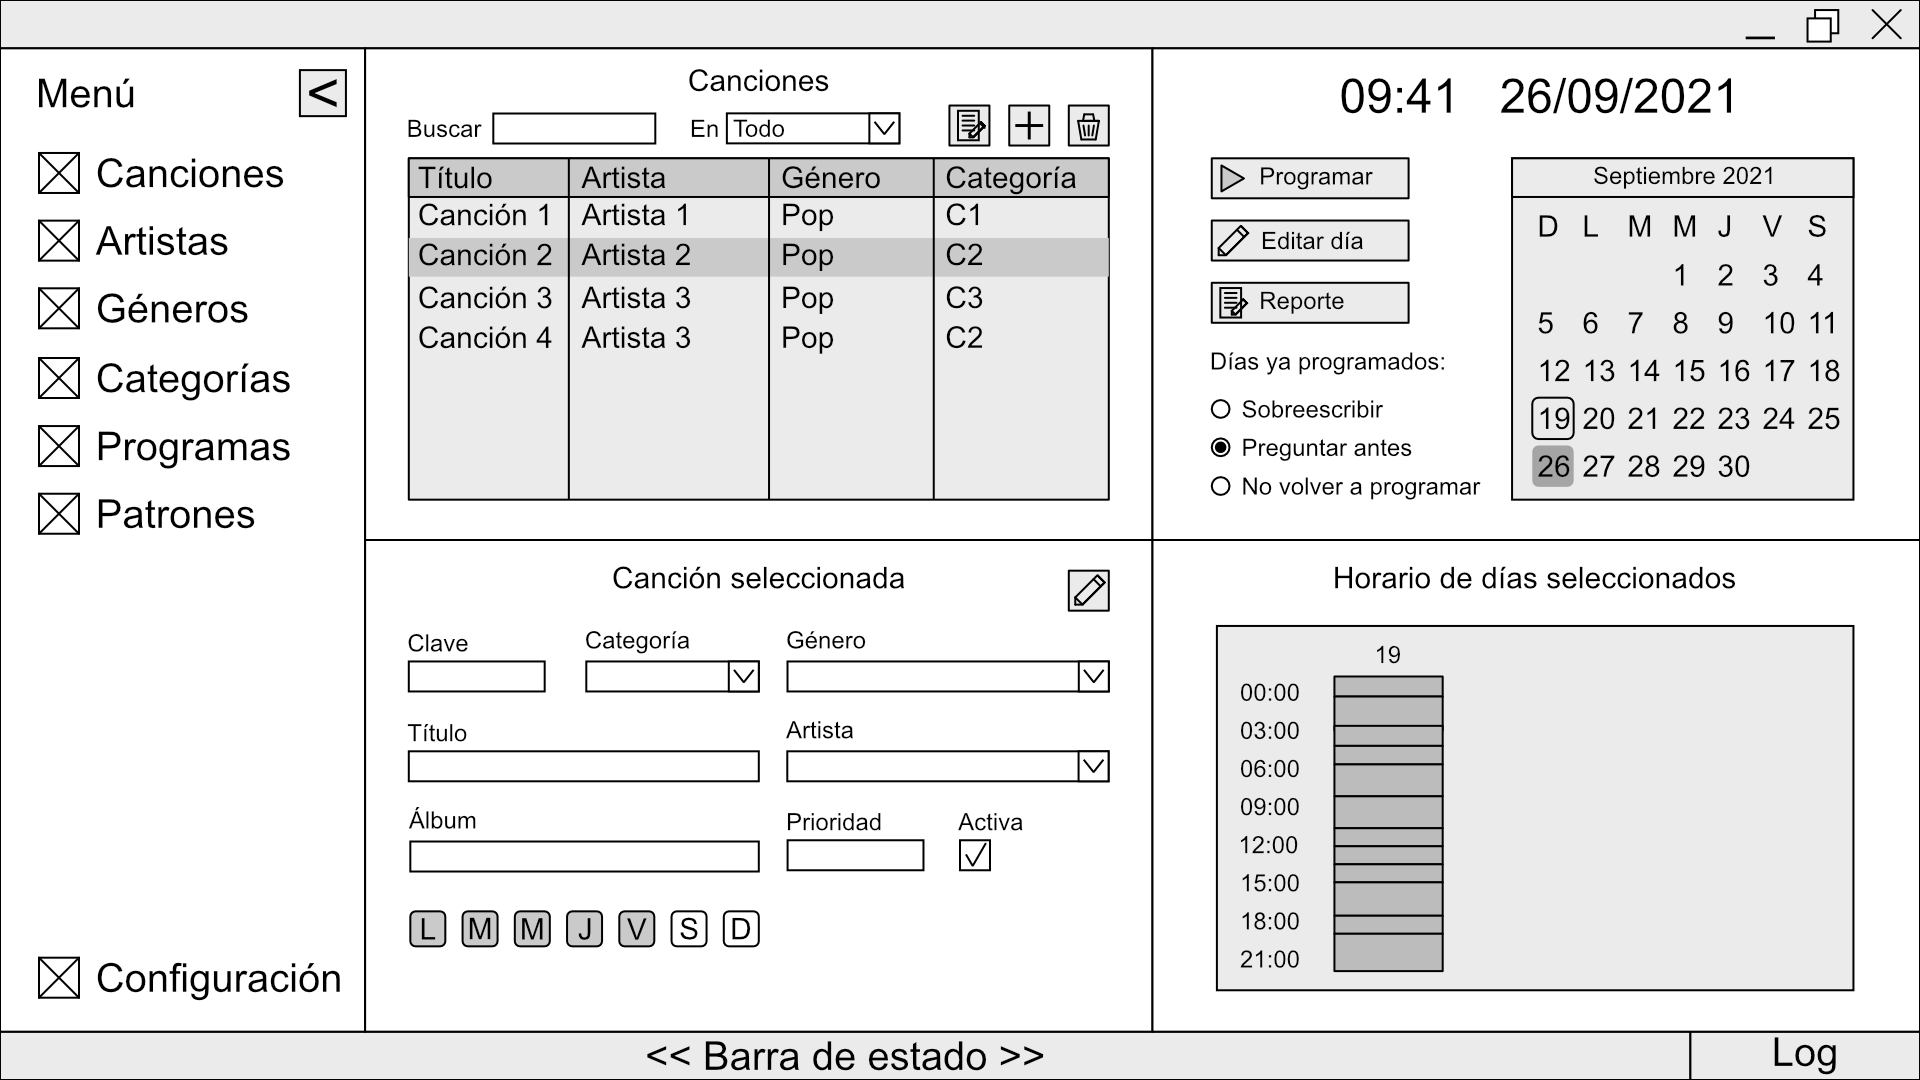 Menú <
Canciones
Artistas
Géneros
Categorías
Programas
Patrones
Configuración
Canciones
Buscar En Todo
Título Artista Género Categoría
Canción 1 Artista 1 Pop C1
Canción 2 Artista 2 Pop C2
Canción 3 Artista 3 Pop C3
Canción 4 Artista 3 Pop C2
09:41 26/09/2021
Programar
Editar día
Reporte
Días ya programados:
Sobreescribir
Preguntar antes
No volver a programar
Septiembre 2021
D L M M J V S
1 2 3 4
5 6 7 8 9 10 11
12 13 14 15 16 17 18
19 20 21 22 23 24 25
26 27 28 29 30
Canción seleccionada
Clave Categoría Género
Título Artista
Álbum Prioridad Activa
L M M J V S D
Horario de días seleccionados
19
00:00
03:00
06:00
09:00
12:00
15:00
18:00
21:00
<< Barra de estado >> Log